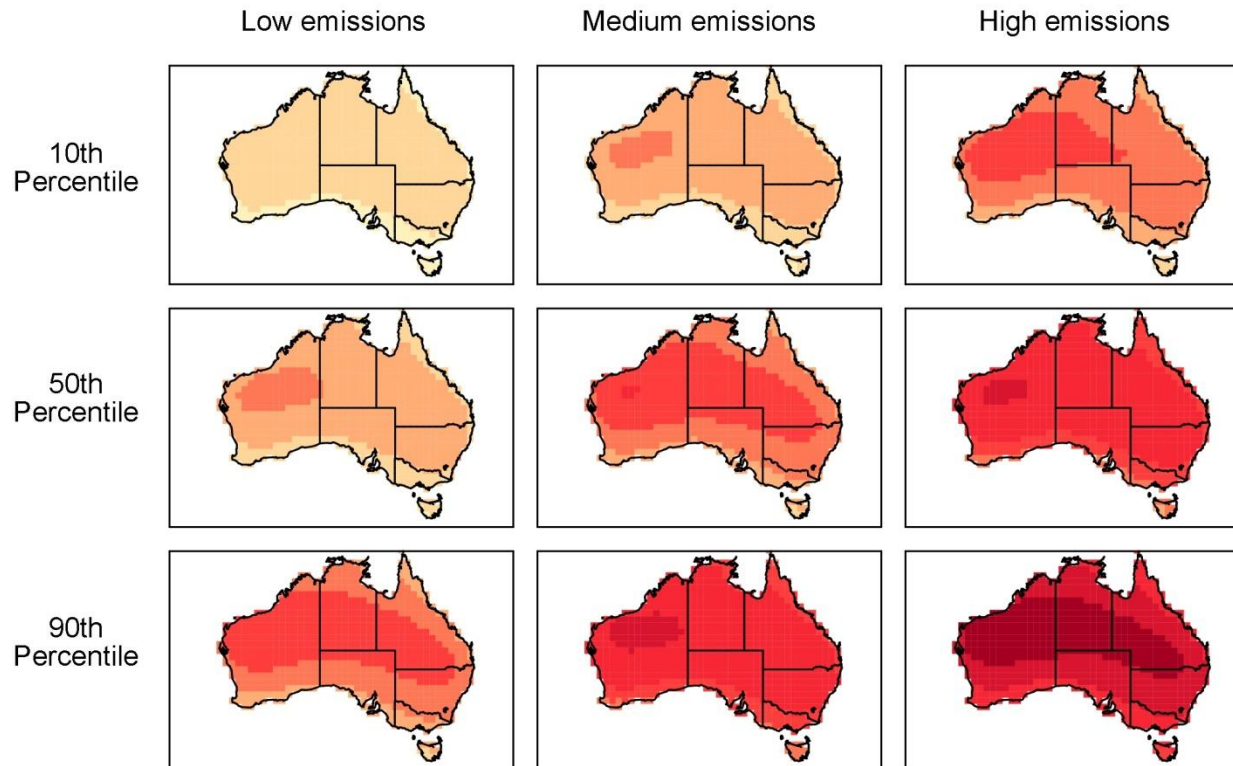 Low emissions
Medium emissions
High emissions
10th
Percentile
50th
Percentile
90th
Percentile